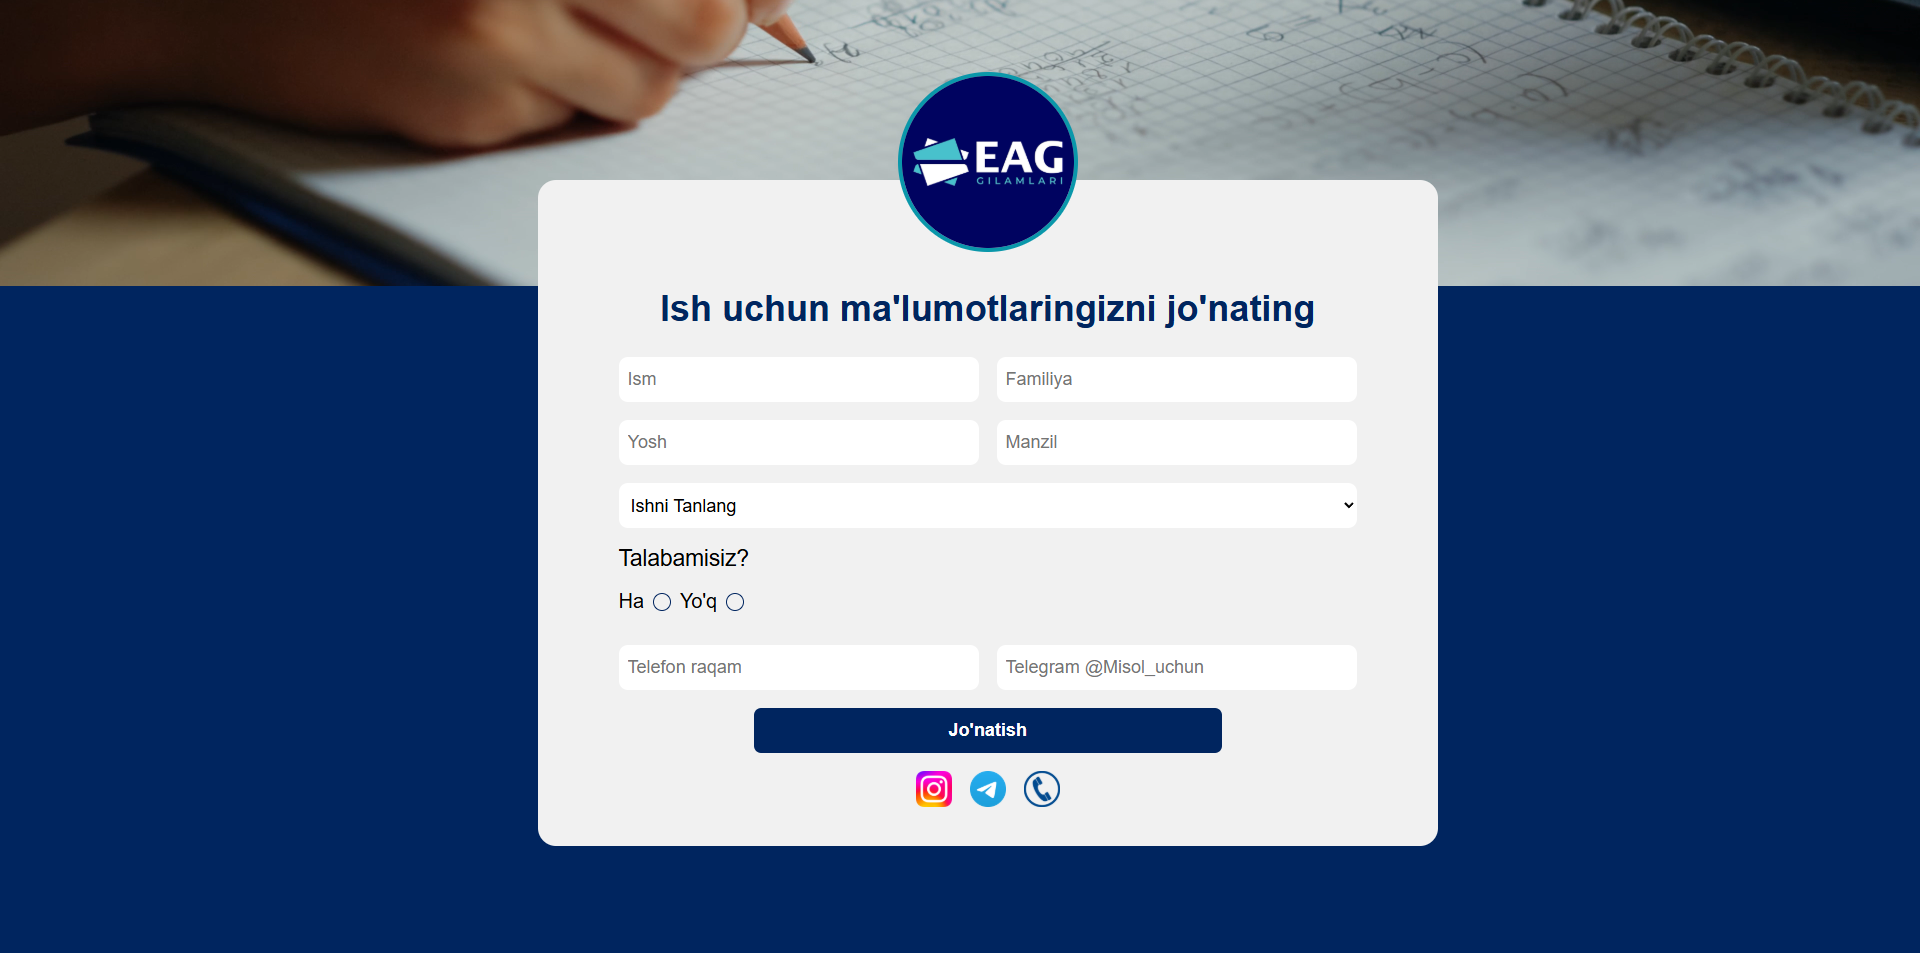 EAG
GILAMLARI
Ish uchun ma'lumotlaringizni jo'nating
Ism
Familiya
Yosh
Manzil
Ishni Tanlang
Talabamisiz?
Ha Yo'q
Telefon raqam
Telegram @Misol_uchun
Jo'natish